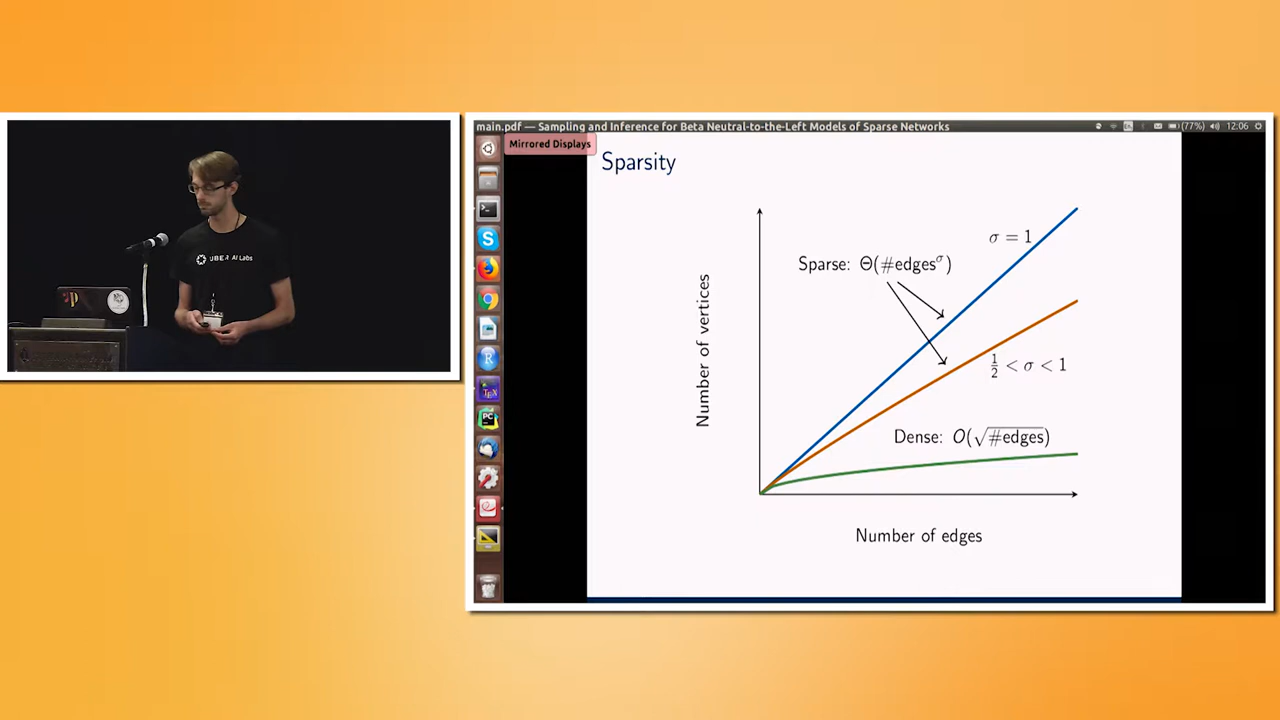 UBER AI Labs
main.pdf — Sampling and Inference for Beta Neutral-to-the-Left Models of Sparse Networks
(77%)
12:06
Mirrored Displays
Sparsity
σ = 1
Sparse: Θ(#edges^σ)
Number of vertices
1/2 < σ < 1
Dense: O(√#edges)
Number of edges